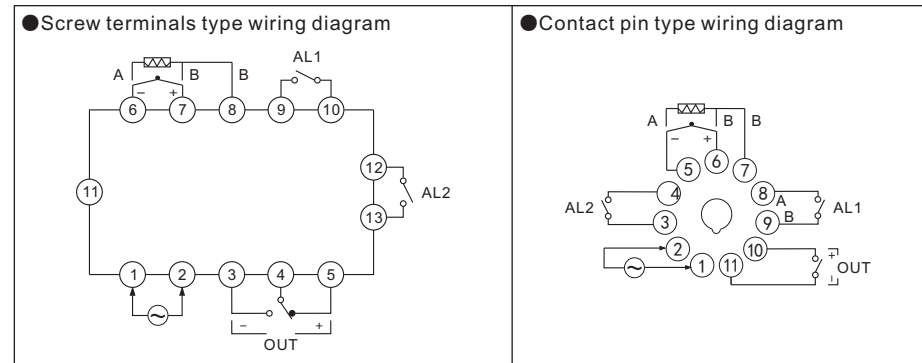 ●Screw terminals type wiring diagram
AL1
A B B
− +
6 7 8 9 10
11
12
AL2
13
1 2 3 4 5
~
− +
OUT
●Contact pin type wiring diagram
A B B
− +
5 6 7
4 8 A
AL2 AL1
3 9 B
2 10
~ 1 11
+
OUT
−